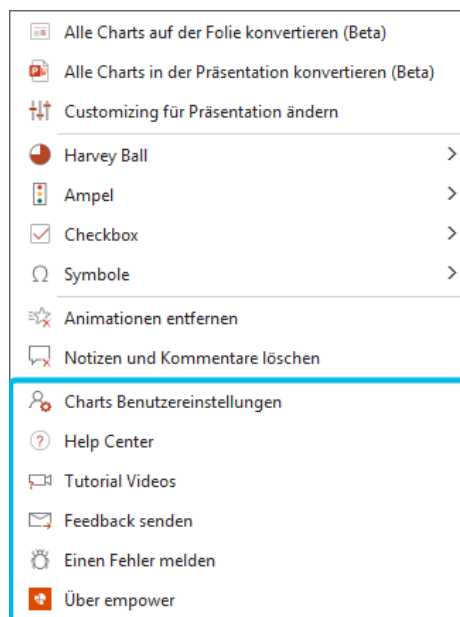 Alle Charts auf der Folie konvertieren (Beta)
Alle Charts in der Präsentation konvertieren (Beta)
Customizing für Präsentation ändern
Harvey Ball
Ampel
Checkbox
Symbole
Animationen entfernen
Notizen und Kommentare löschen
Charts Benutzereinstellungen
Help Center
Tutorial Videos
Feedback senden
Einen Fehler melden
Über empower